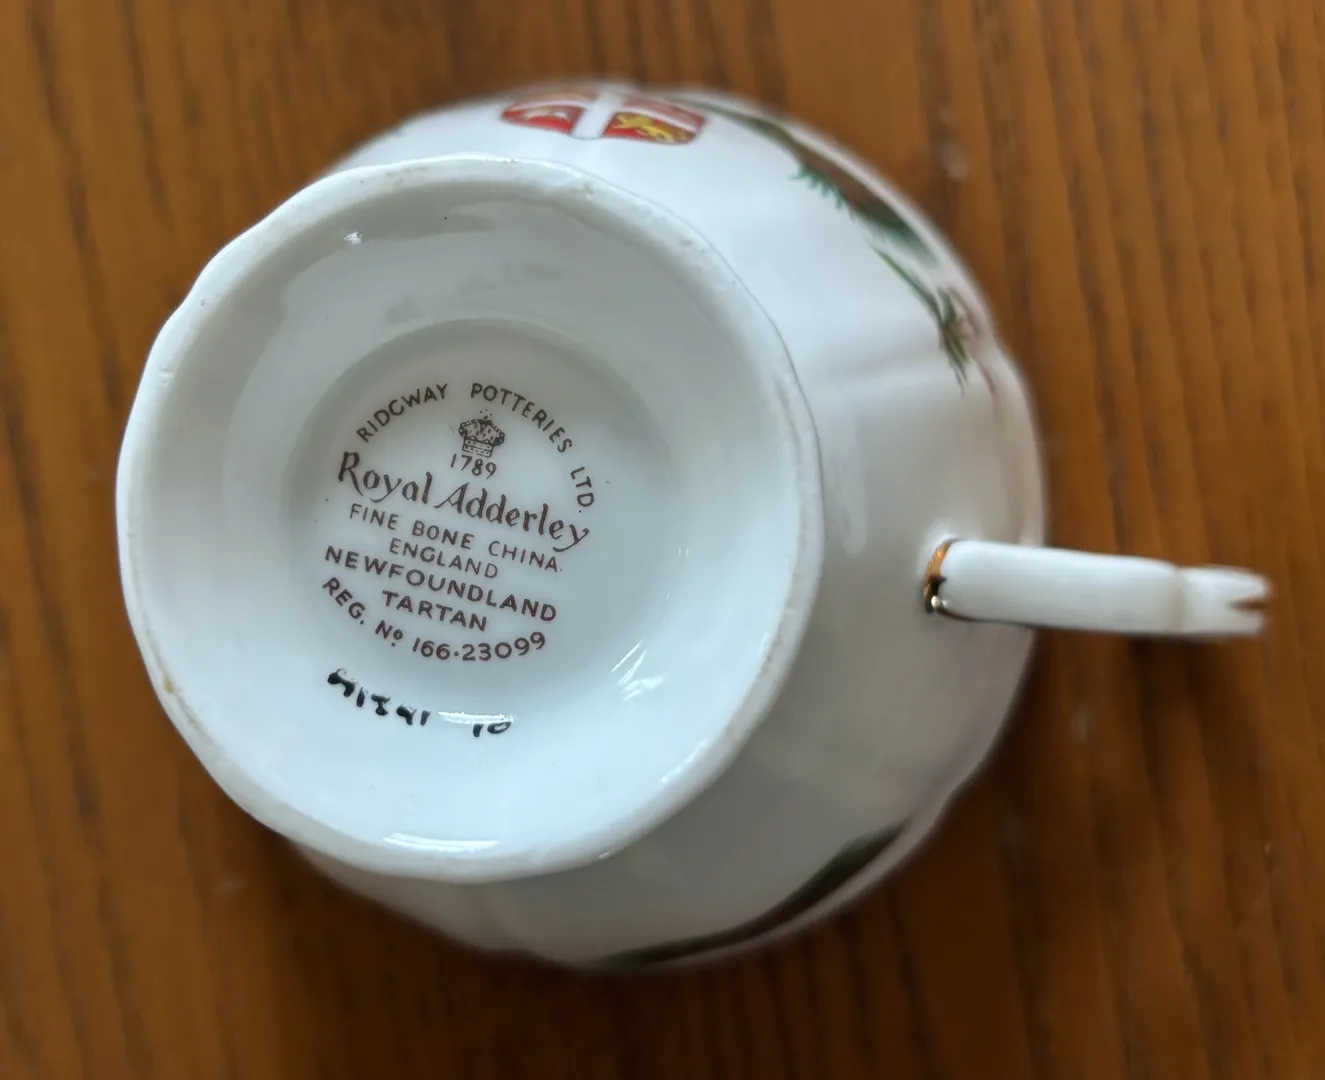 RIDGWAY POTTERIES LTD.
1789
Royal Adderley
FINE BONE CHINA
ENGLAND
NEWFOUNDLAND
TARTAN
REG. Nº 166·23099